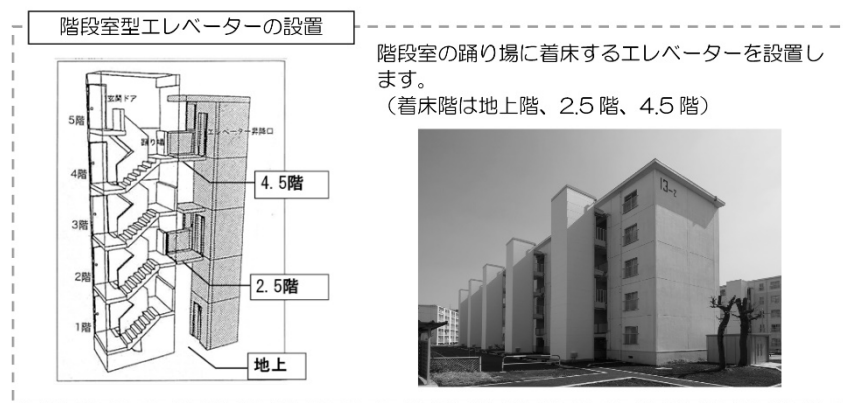 階段室型エレベーターの設置
階段室の踊り場に着床するエレベーターを設置し
ます。
（着床階は地上階、2.5 階、4.5 階）
玄関ドア
5階
踊り場
エレベーター昇降口
4階
4.5階
3階
2階
2.5階
1階
地上
13-2